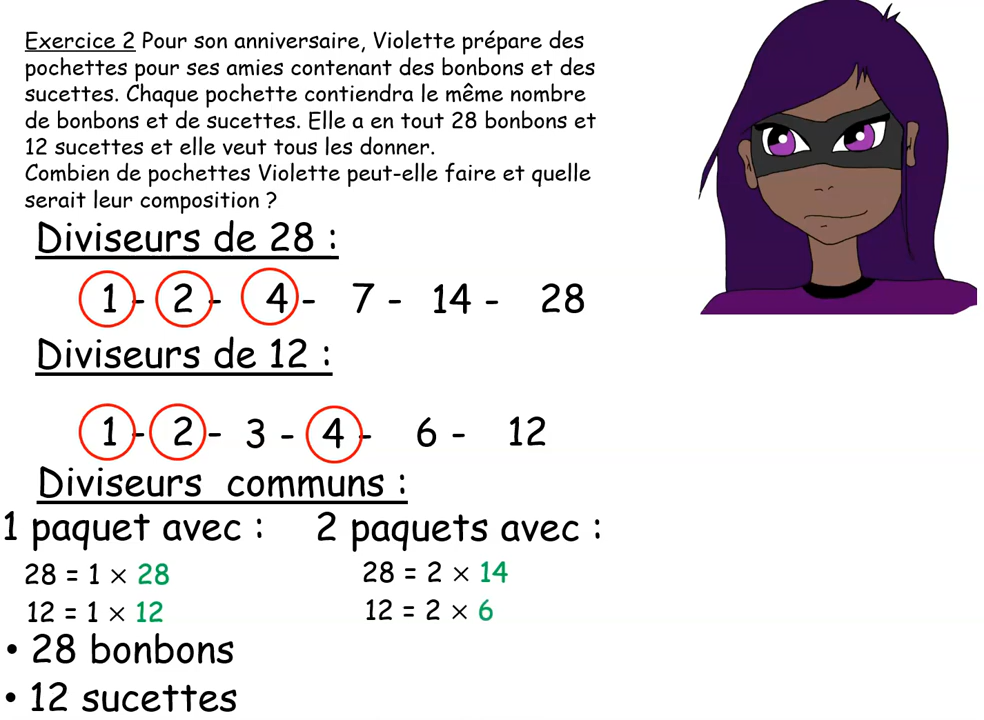 Exercice 2 Pour son anniversaire, Violette prépare des
pochettes pour ses amies contenant des bonbons et des
sucettes. Chaque pochette contiendra le même nombre
de bonbons et de sucettes. Elle a en tout 28 bonbons et
12 sucettes et elle veut tous les donner.
Combien de pochettes Violette peut-elle faire et quelle
serait leur composition ?
Diviseurs de 28 :
1 - 2 - 4 - 7 - 14 - 28
Diviseurs de 12 :
1 - 2 - 3 - 4 - 6 - 12
Diviseurs communs :
1 paquet avec : 2 paquets avec :
28 = 1 × 28 28 = 2 × 14
12 = 1 × 12 12 = 2 × 6
• 28 bonbons
• 12 sucettes